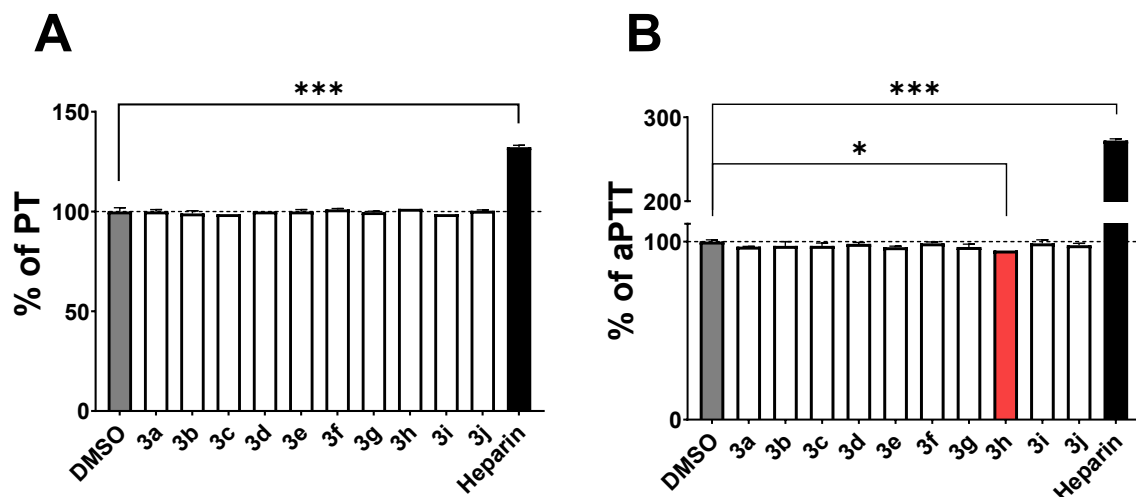 A
***
% of PT
150
100
50
0
DMSO
3a
3b
3c
3d
3e
3f
3g
3h
3i
3j
Heparin
B
***
*
% of aPTT
300
200
100
0
DMSO
3a
3b
3c
3d
3e
3f
3g
3h
3i
3j
Heparin